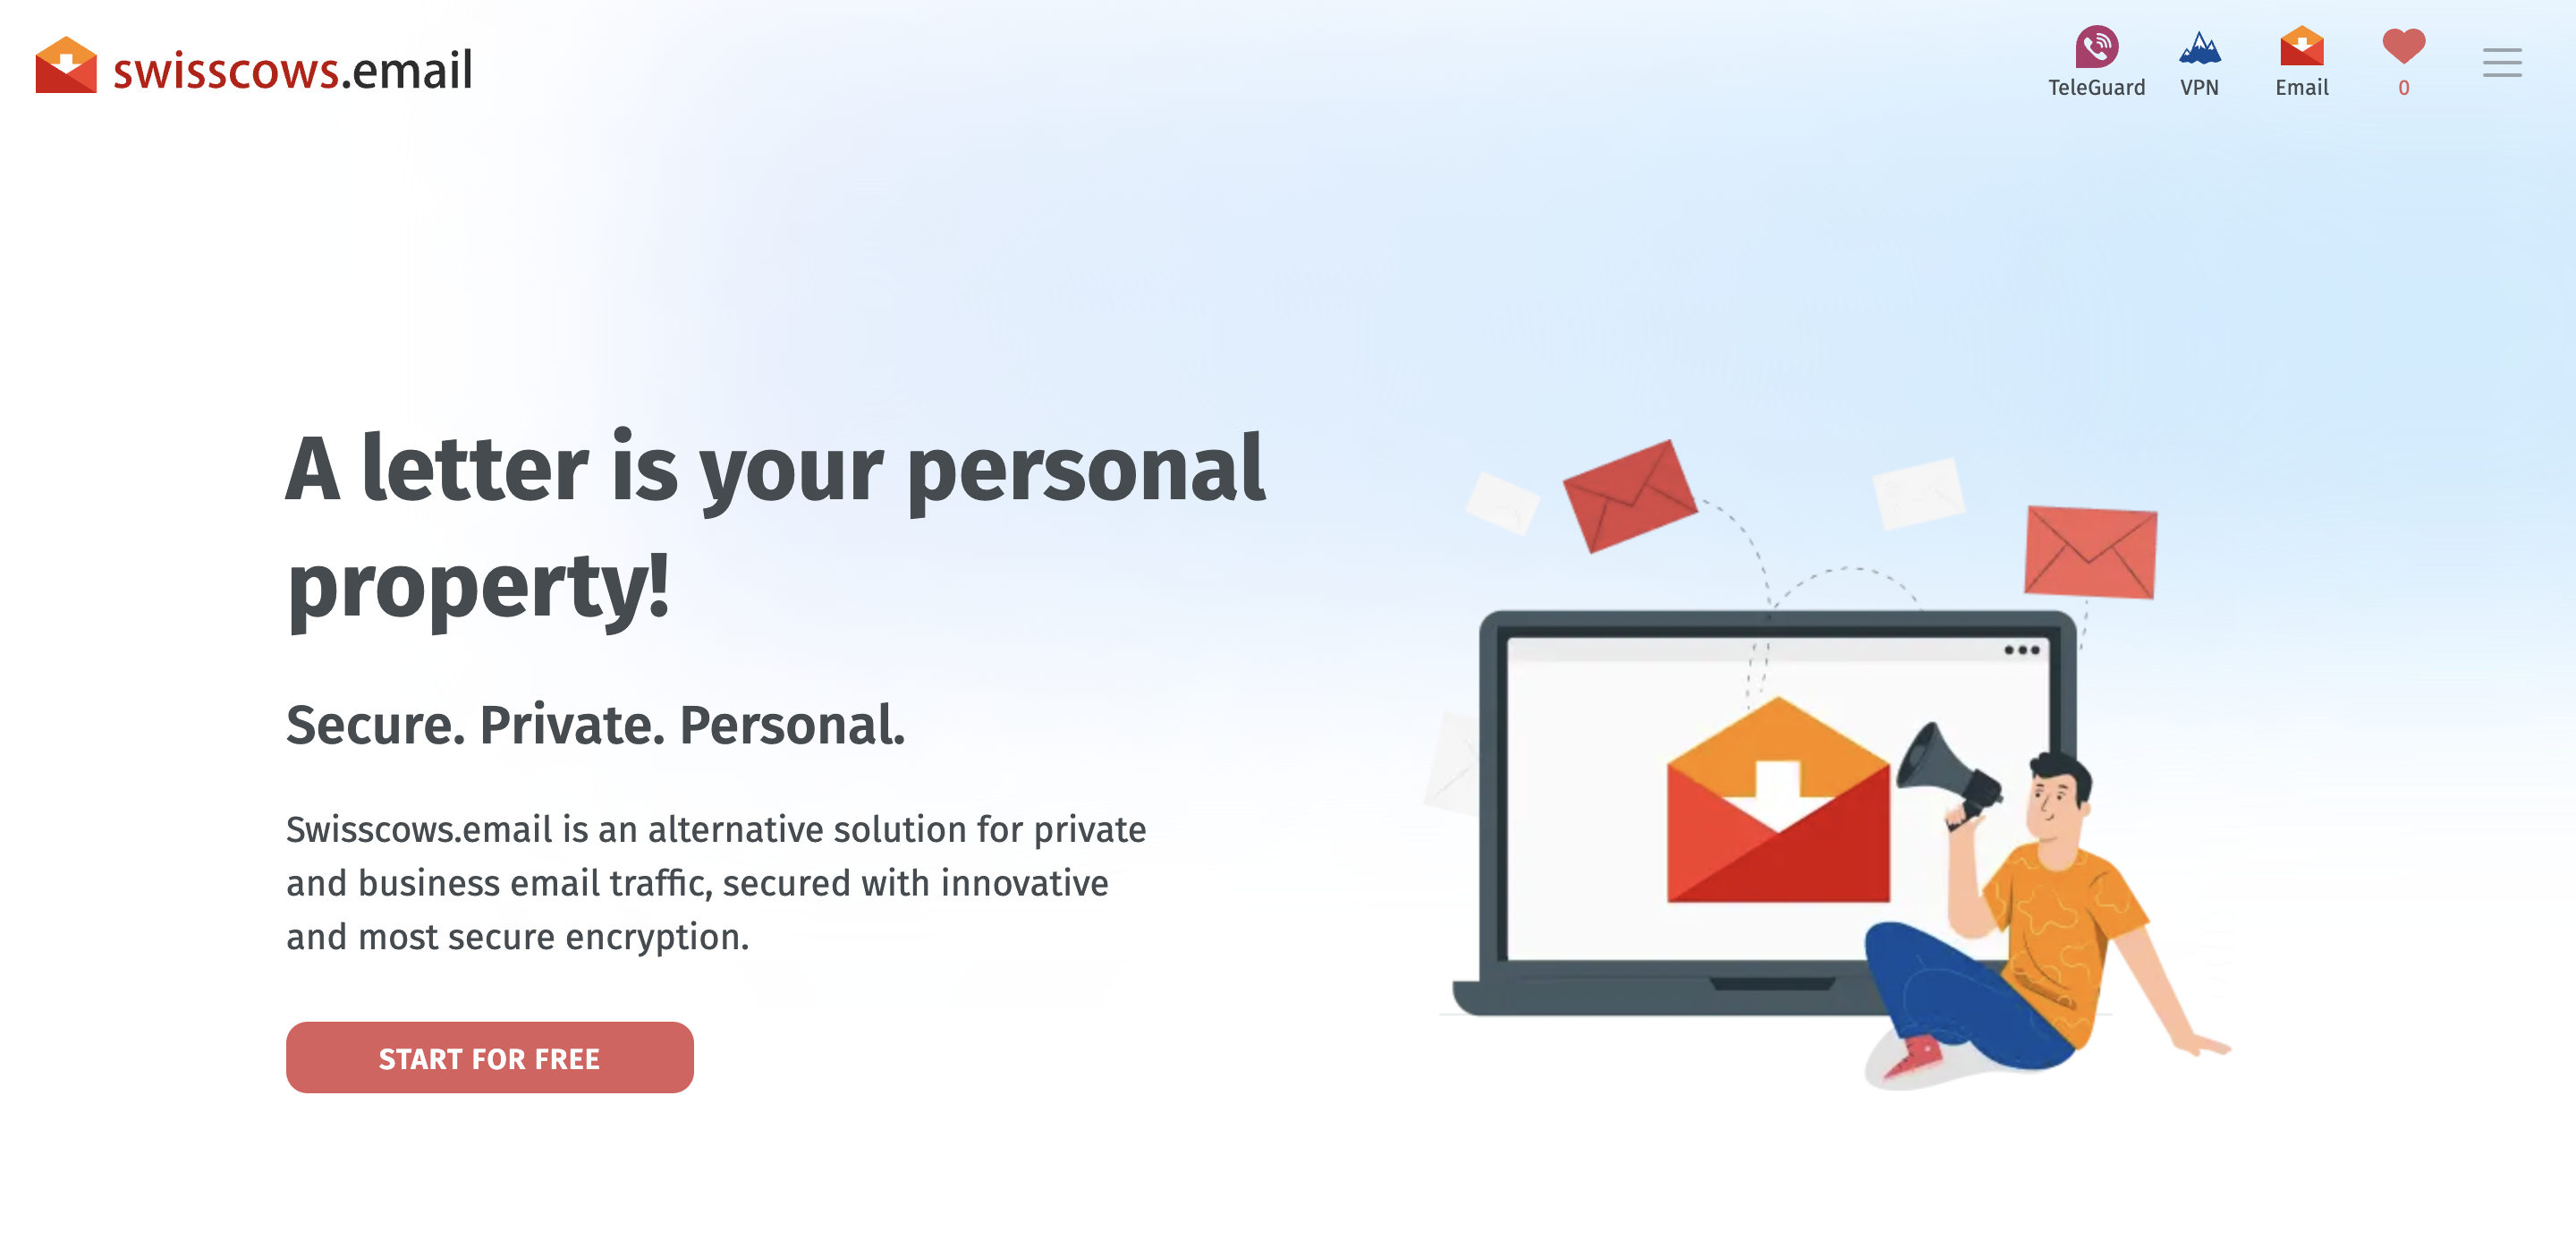 swisscows.email
TeleGuard
VPN
Email
0
A letter is your personal
property!
Secure. Private. Personal.
Swisscows.email is an alternative solution for private
and business email traffic, secured with innovative
and most secure encryption.
START FOR FREE